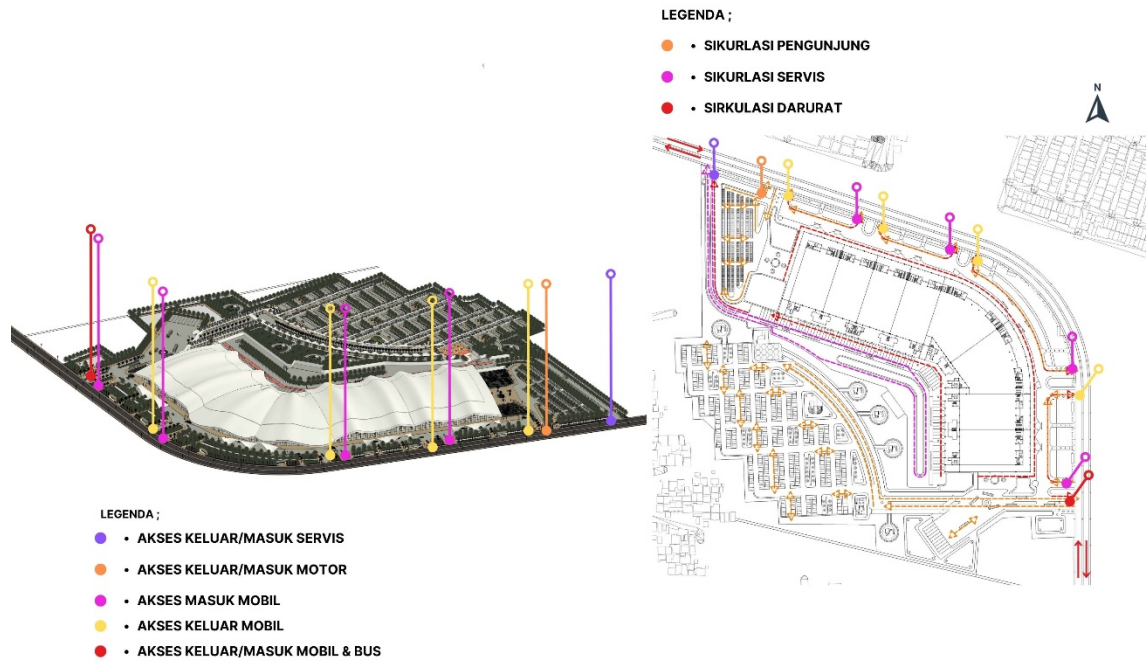 LEGENDA ;
• SIKURLASI PENGUNJUNG
• SIKURLASI SERVIS
• SIRKULASI DARURAT
N
LEGENDA ;
• AKSES KELUAR/MASUK SERVIS
• AKSES KELUAR/MASUK MOTOR
• AKSES MASUK MOBIL
• AKSES KELUAR MOBIL
• AKSES KELUAR/MASUK MOBIL & BUS